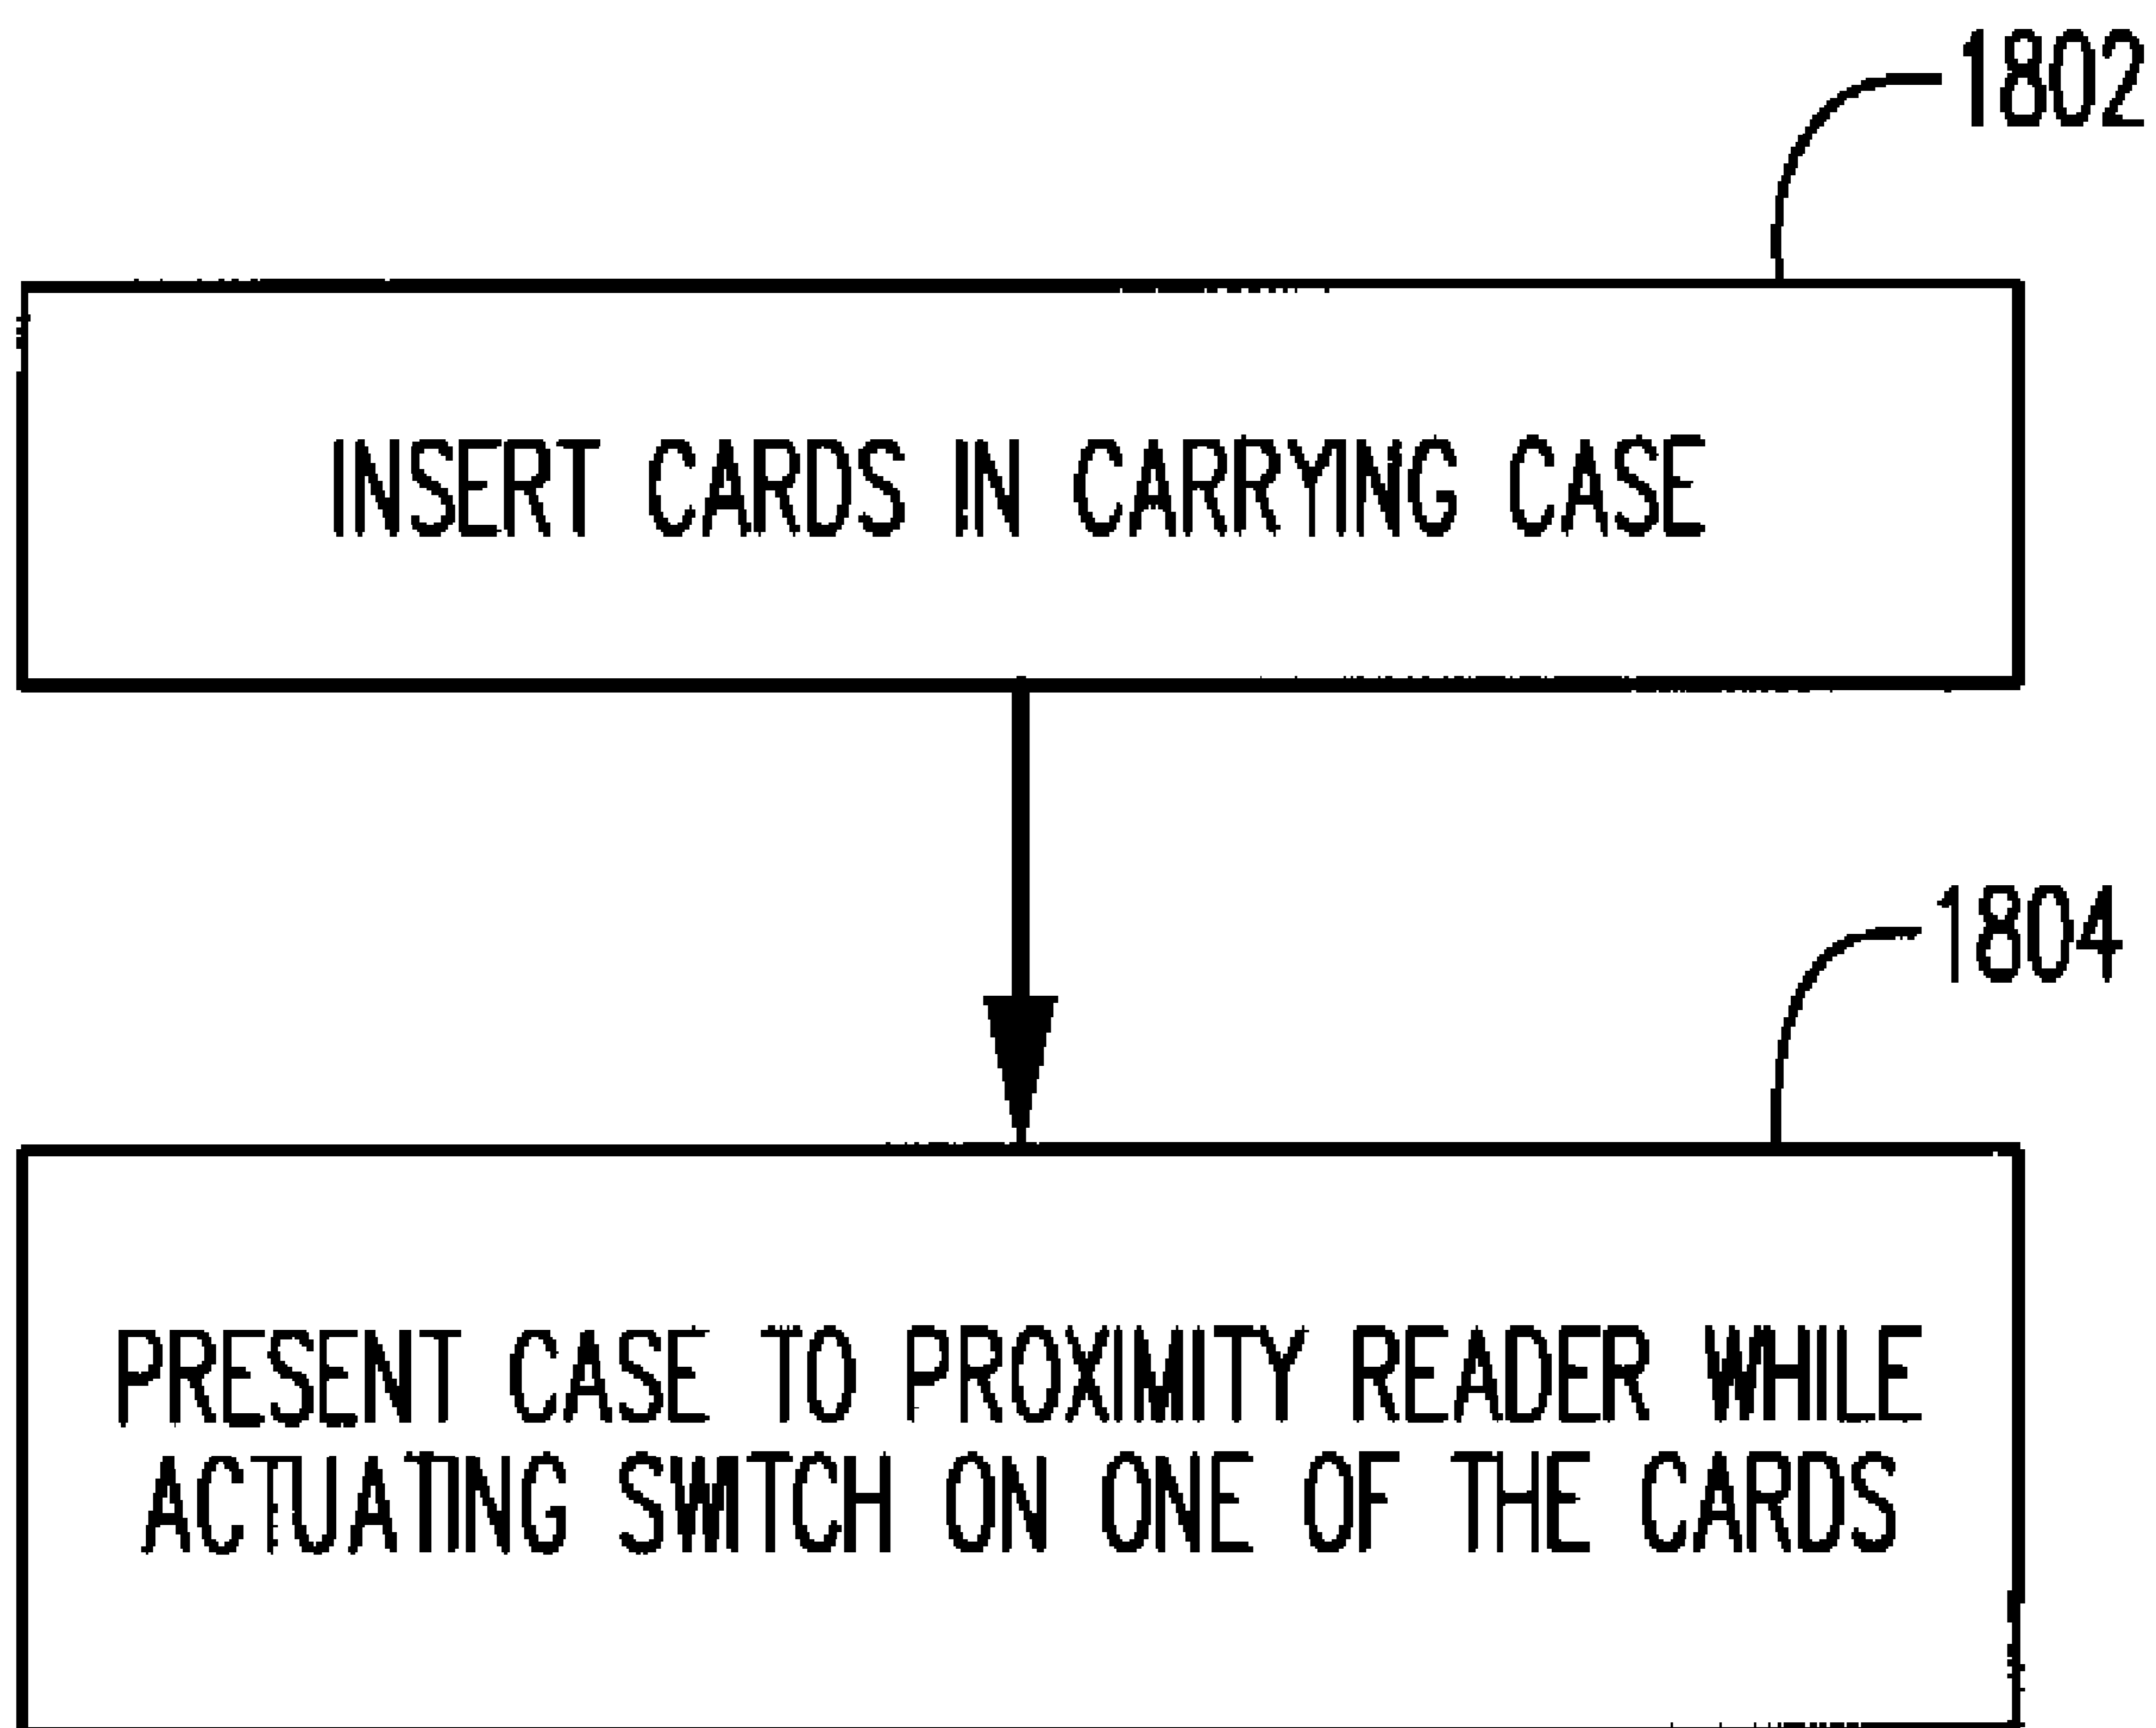 1802
INSERT CARDS IN CARRYING CASE
1804
PRESENT CASE TO PROXIMITY READER WHILE
ACTUATING SWITCH ON ONE OF THE CARDS